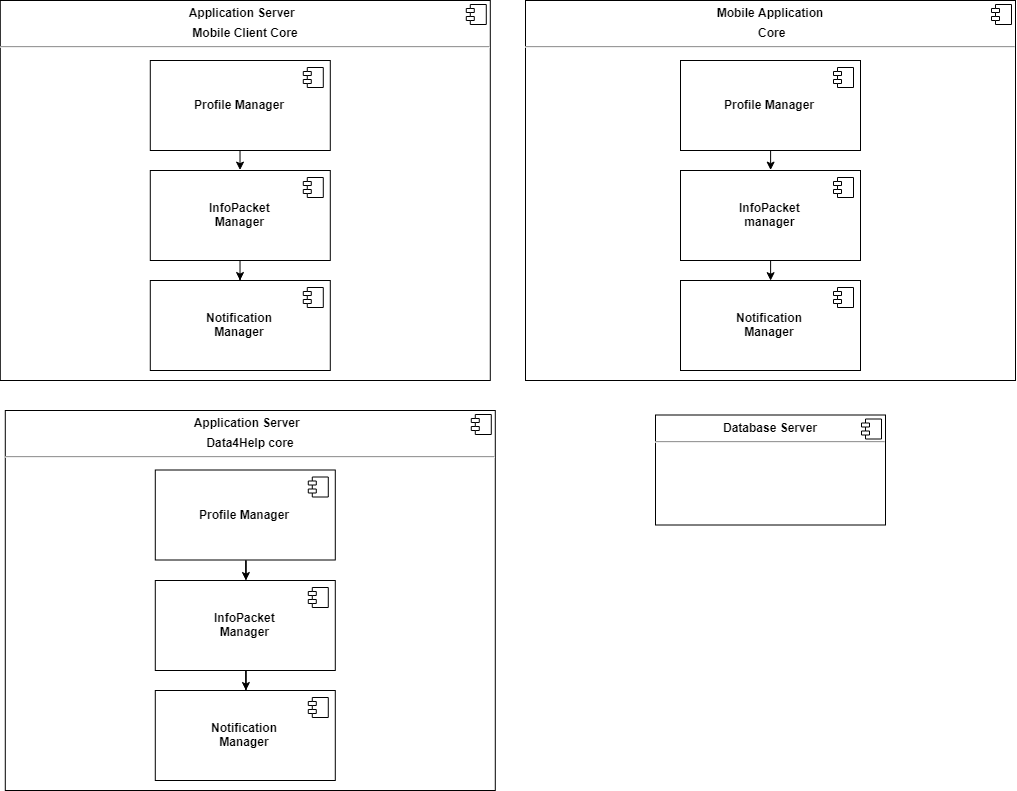 Application Server
Mobile Client Core
Profile Manager
InfoPacket
Manager
Notification
Manager
Mobile Application
Core
Profile Manager
InfoPacket
manager
Notification
Manager
Application Server
Data4Help core
Profile Manager
InfoPacket
Manager
Notification
Manager
Database Server